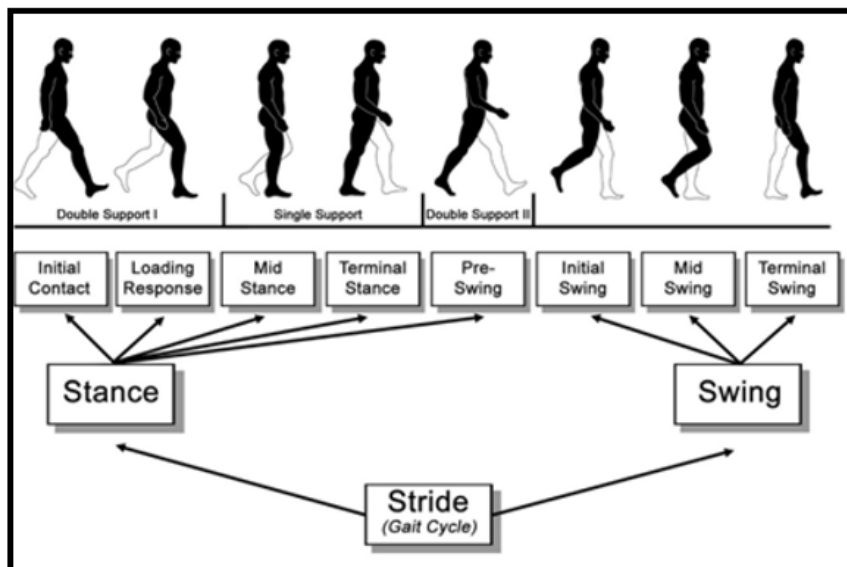 Double Support I
Single Support
Double Support II
Initial
Contact
Loading
Response
Mid
Stance
Terminal
Stance
Pre-
Swing
Initial
Swing
Mid
Swing
Terminal
Swing
Stance
Swing
Stride
(Gait Cycle)